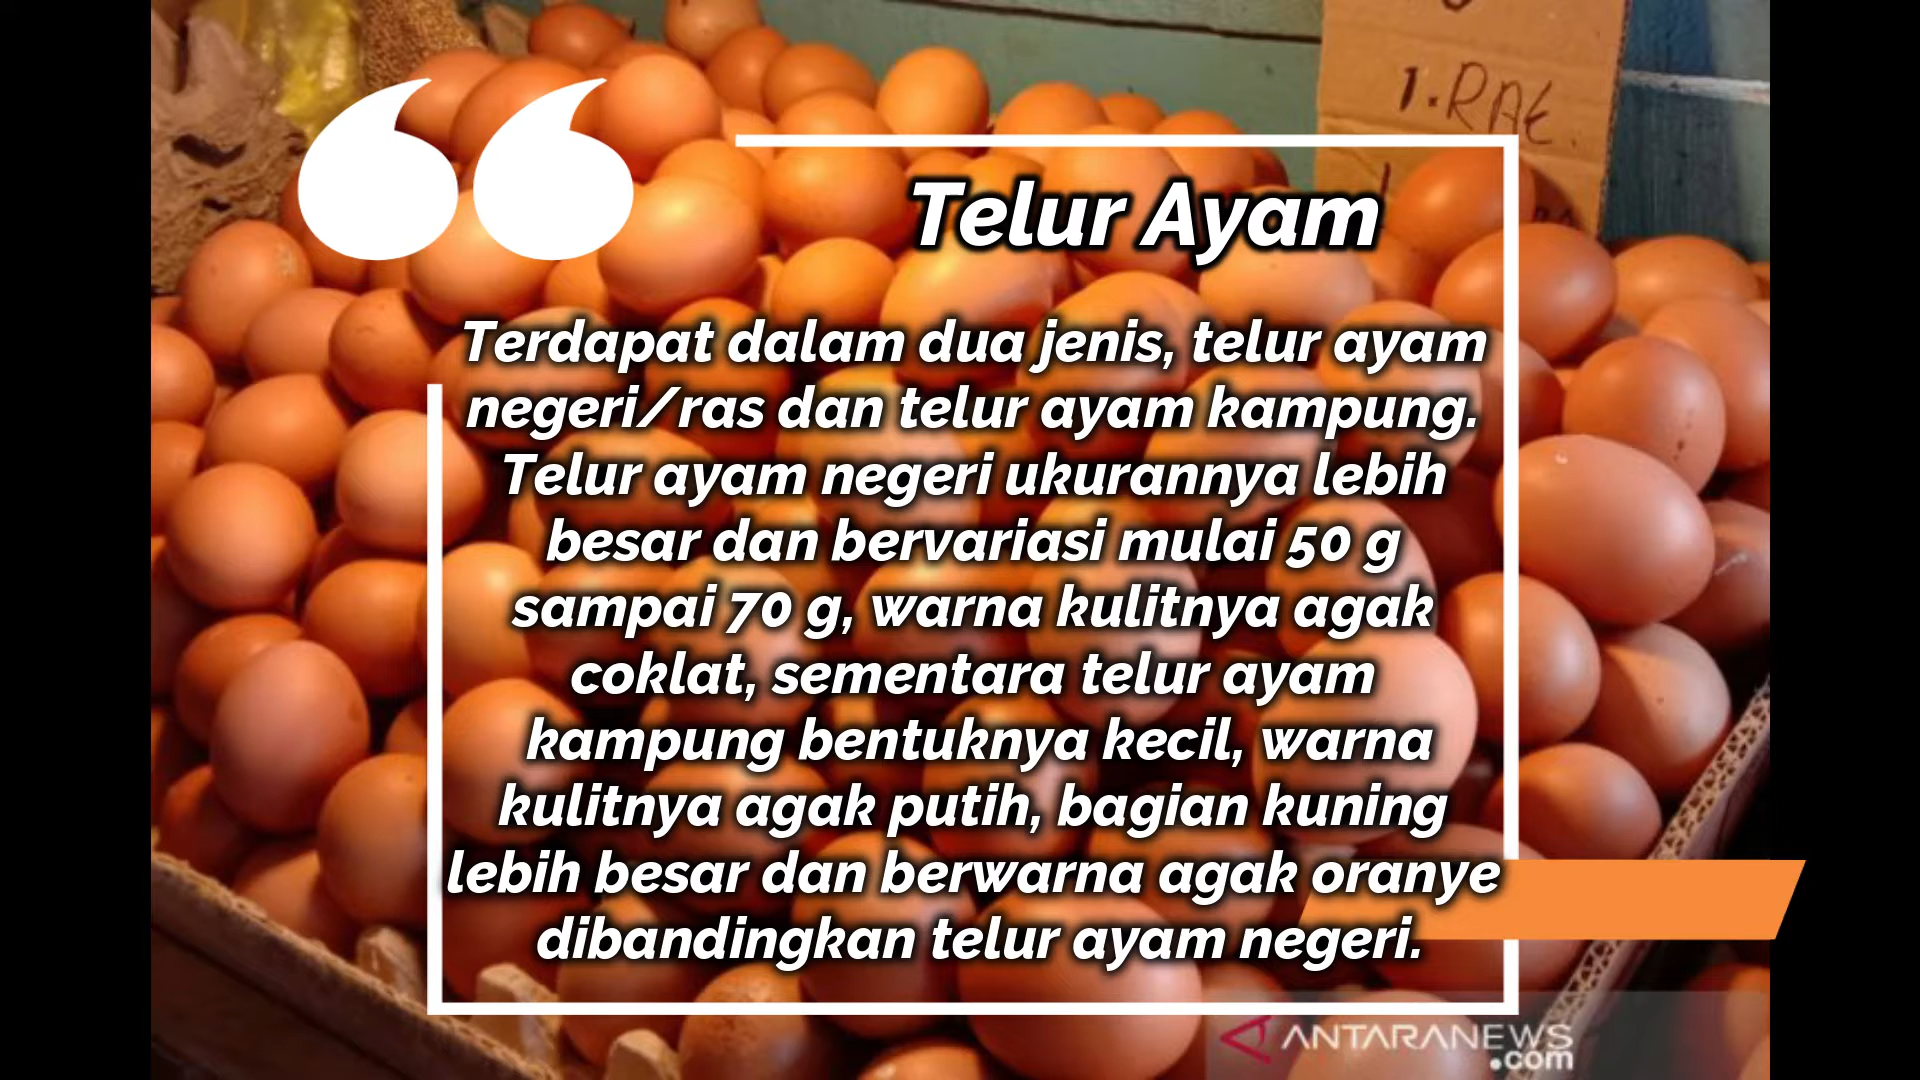 1. RAE
Telur Ayam
Terdapat dalam dua jenis, telur ayam
negeri/ras dan telur ayam kampung.
Telur ayam negeri ukurannya lebih
besar dan bervariasi mulai 50 g
sampai 70 g, warna kulitnya agak
coklat, sementara telur ayam
kampung bentuknya kecil, warna
kulitnya agak putih, bagian kuning
lebih besar dan berwarna agak oranye
dibandingkan telur ayam negeri.
ANTARANEWS
.com